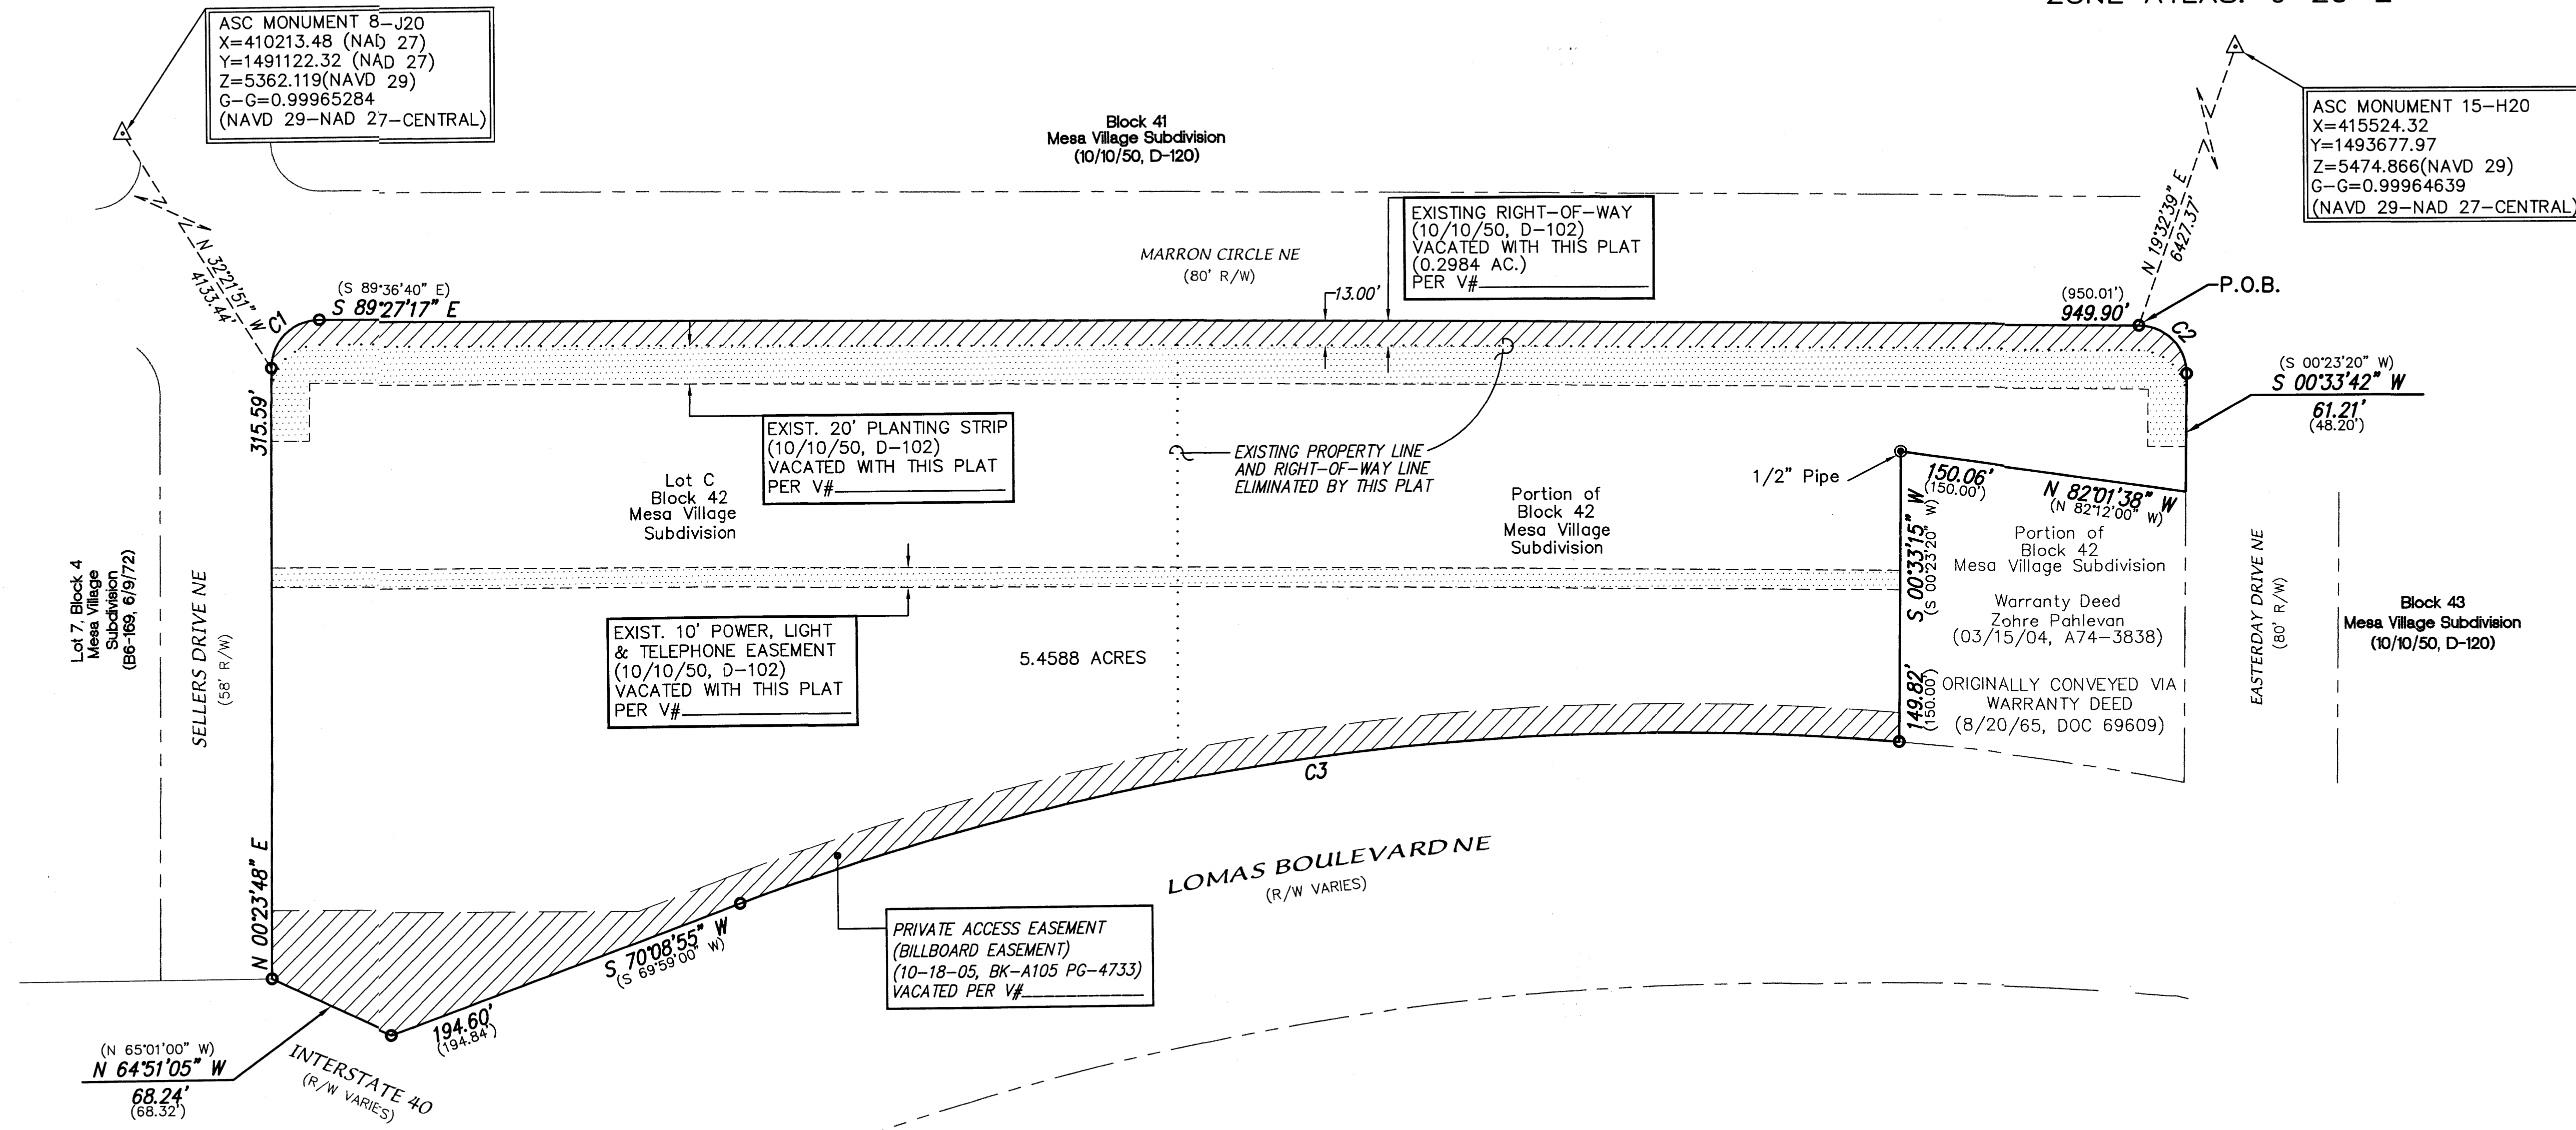 ASC MONUMENT 8-J20
X=410213.48 (NAD 27)
Y=1491122.32 (NAD 27)
Z=5362.119(NAVD 29)
G-G=0.99965284
(NAVD 29-NAD 27-CENTRAL)
Block 41
Mesa Village Subdivision
(10/10/50, D-120)
ASC MONUMENT 15-H20
X=415524.32
Y=1493677.97
Z=5474.866(NAVD 29)
G-G=0.99964639
(NAVD 29-NAD 27-CENTRAL)
N 32°21'51" W
4133.44'
N 19°32'39" E
6427.37'
MARRON CIRCLE NE
(80' R/W)
EXISTING RIGHT-OF-WAY
(10/10/50, D-102)
VACATED WITH THIS PLAT
(0.2984 AC.)
PER V#
13.00'
C1
(S 89°36'40" E)
S 89°27'17" E
(950.01')
949.90'
P.O.B.
C2
(S 00°23'20" W)
S 00°33'42" W
61.21'
(48.20')
315.59'
N 00°23'48" E
EXIST. 20' PLANTING STRIP
(10/10/50, D-102)
VACATED WITH THIS PLAT
PER V#
EXISTING PROPERTY LINE
AND RIGHT-OF-WAY LINE
ELIMINATED BY THIS PLAT
1/2" Pipe
150.06'
(150.00')
N 82°01'38" W
(N 82°12'00" W)
Lot C
Block 42
Mesa Village
Subdivision
Portion of
Block 42
Mesa Village
Subdivision
S 00°33'15" W
(S 00°23'20" W)
149.82'
(150.00')
Portion of
Block 42
Mesa Village Subdivision
Warranty Deed
Zohre Pahlevan
(03/15/04, A74-3838)
ORIGINALLY CONVEYED VIA
WARRANTY DEED
(8/20/65, DOC 69609)
EASTERDAY DRIVE NE
(80' R/W)
Block 43
Mesa Village Subdivision
(10/10/50, D-120)
Lot 7, Block 4
Mesa Village
Subdivision
(B6-169, 6/9/72)
SELLERS DRIVE NE
(58' R/W)
EXIST. 10' POWER, LIGHT
& TELEPHONE EASEMENT
(10/10/50, D-102)
VACATED WITH THIS PLAT
PER V#
5.4588 ACRES
C3
LOMAS BOULEVARD NE
(R/W VARIES)
PRIVATE ACCESS EASEMENT
(BILLBOARD EASEMENT)
(10-18-05, BK-A105 PG-4733)
VACATED PER V#
S 70°08'55" W
(S 69°59'00" W)
194.60'
(194.84')
(N 65°01'00" W)
N 64°51'05" W
68.24'
(68.32')
INTERSTATE 40
(R/W VARIES)